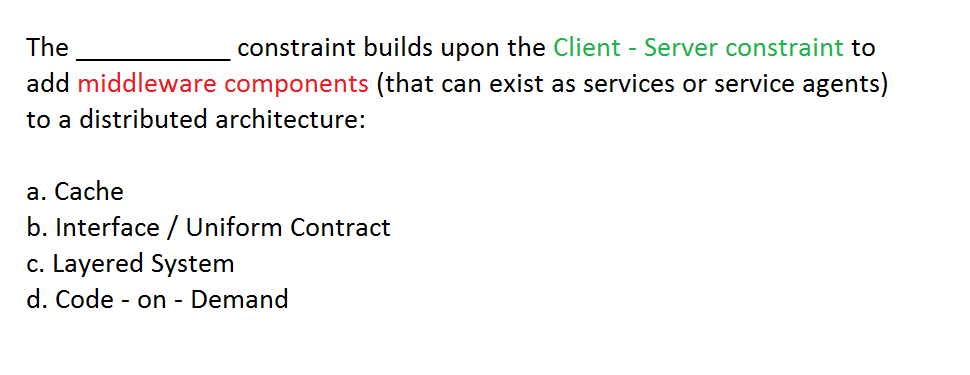 The ___________ constraint builds upon the Client - Server constraint to
add middleware components (that can exist as services or service agents)
to a distributed architecture:
a. Cache
b. Interface / Uniform Contract
c. Layered System
d. Code - on - Demand